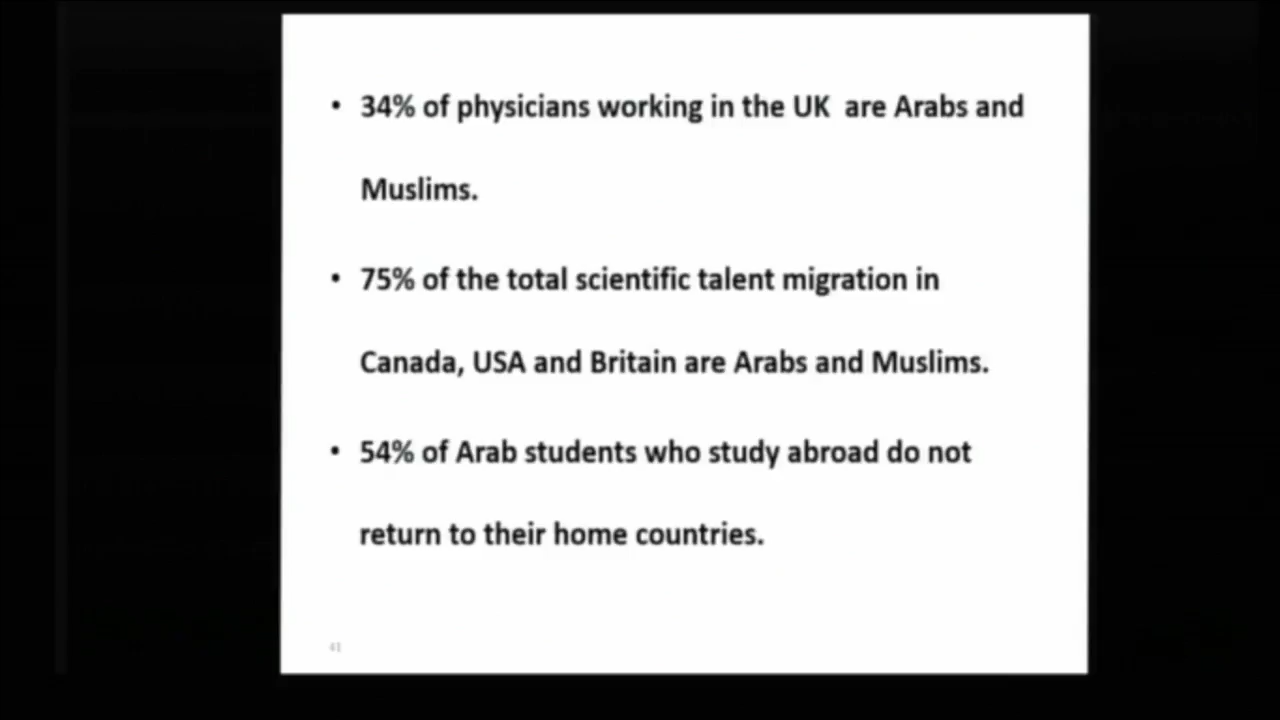 • 34% of physicians working in the UK  are Arabs and
Muslims.
• 75% of the total scientific talent migration in
Canada, USA and Britain are Arabs and Muslims.
• 54% of Arab students who study abroad do not
return to their home countries.